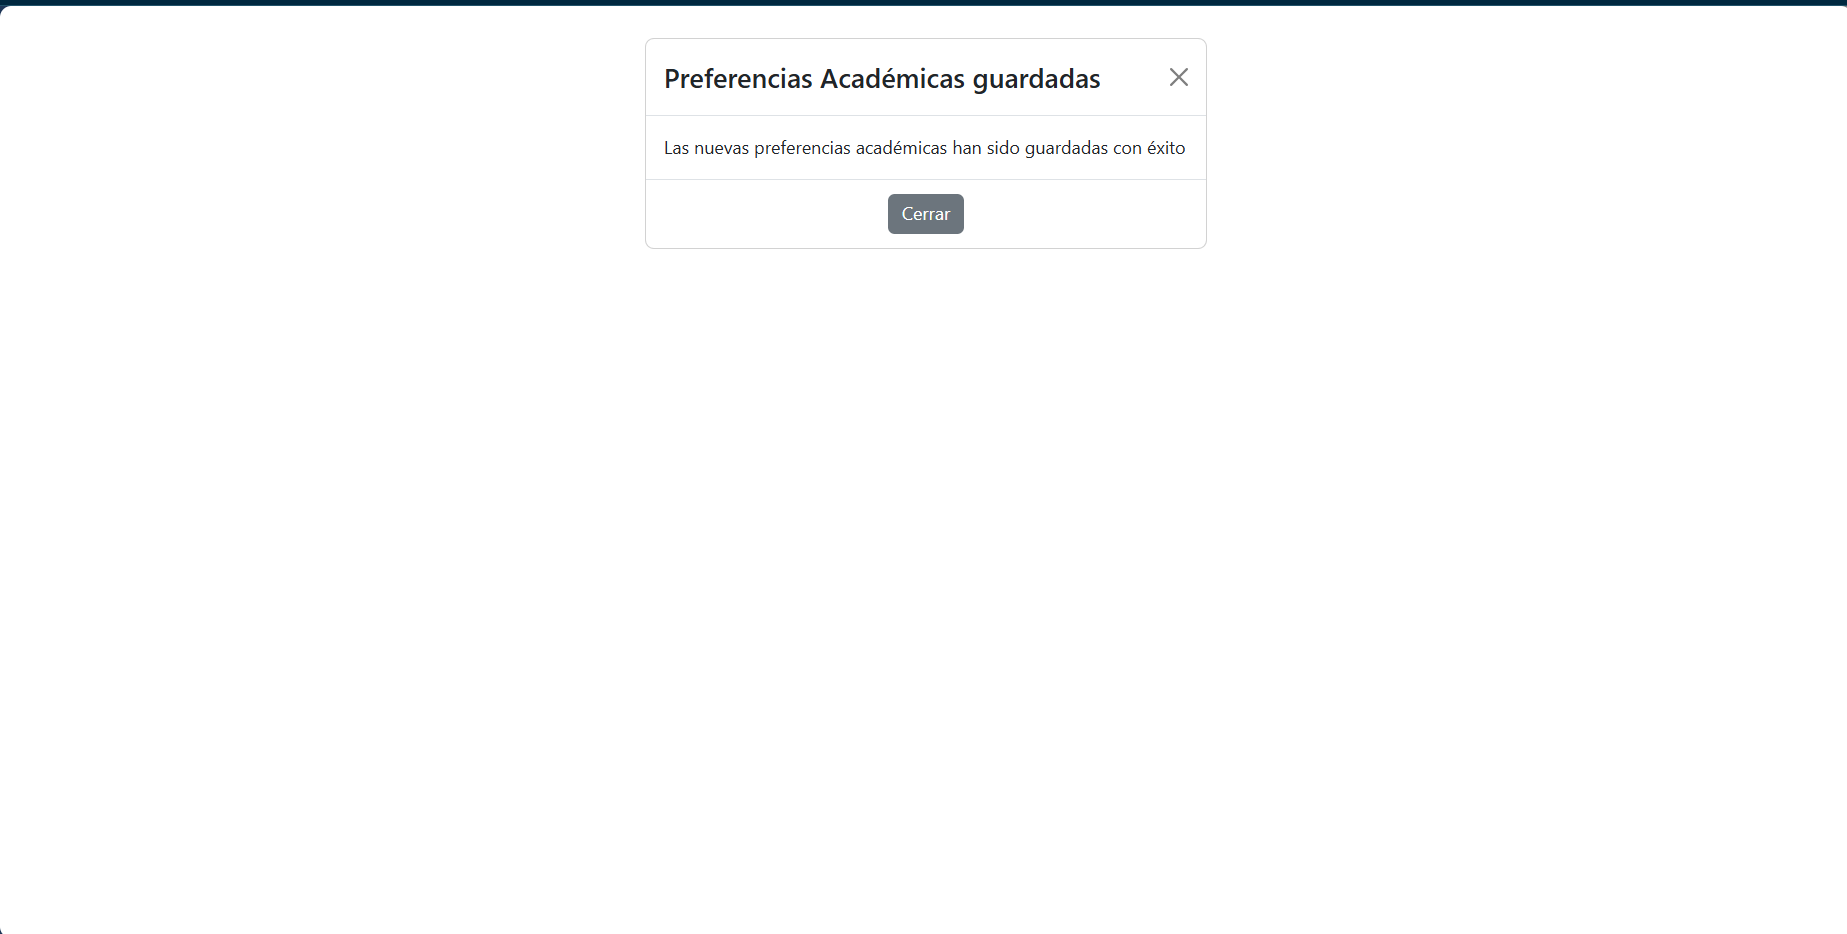 Preferencias Académicas guardadas
Las nuevas preferencias académicas han sido guardadas con éxito
Cerrar